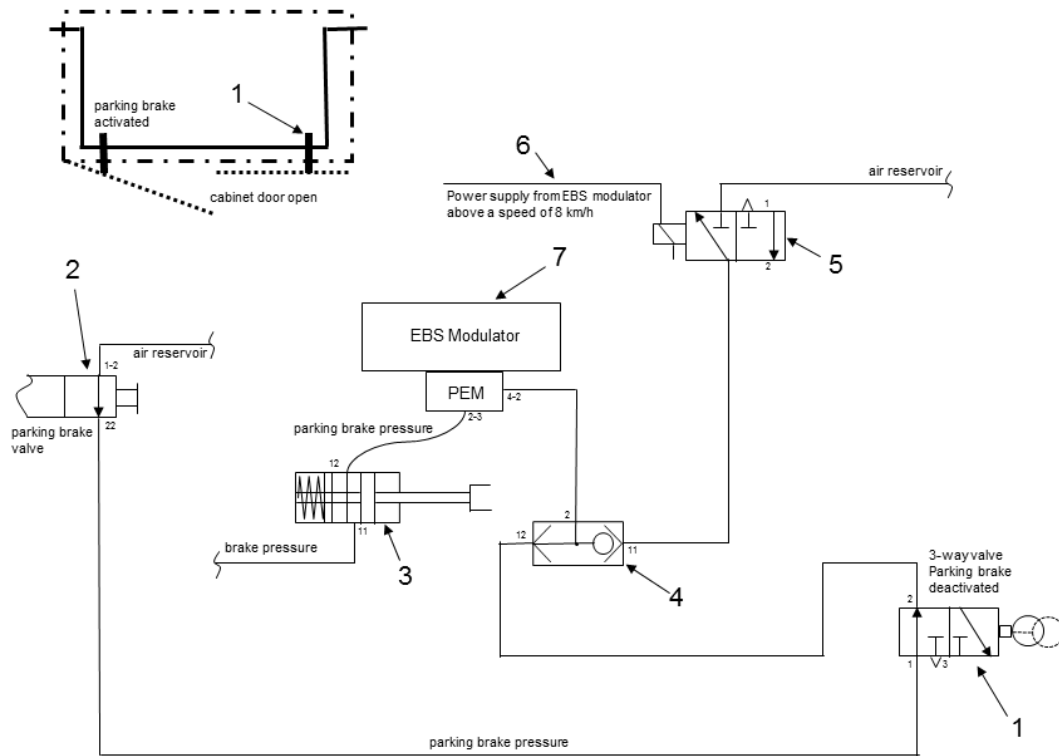 parking brake
activated
1
cabinet door open
6
Power supply from EBS modulator
above a speed of 8 km/h
air reservoir
1
2
5
7
EBS Modulator
PEM
4-2
2-3
2
air reservoir
1-2
22
parking brake
valve
parking brake pressure
12
11
3
brake pressure
2
12
11
4
3-way valve
Parking brake
deactivated
2
1
3
1
parking brake pressure